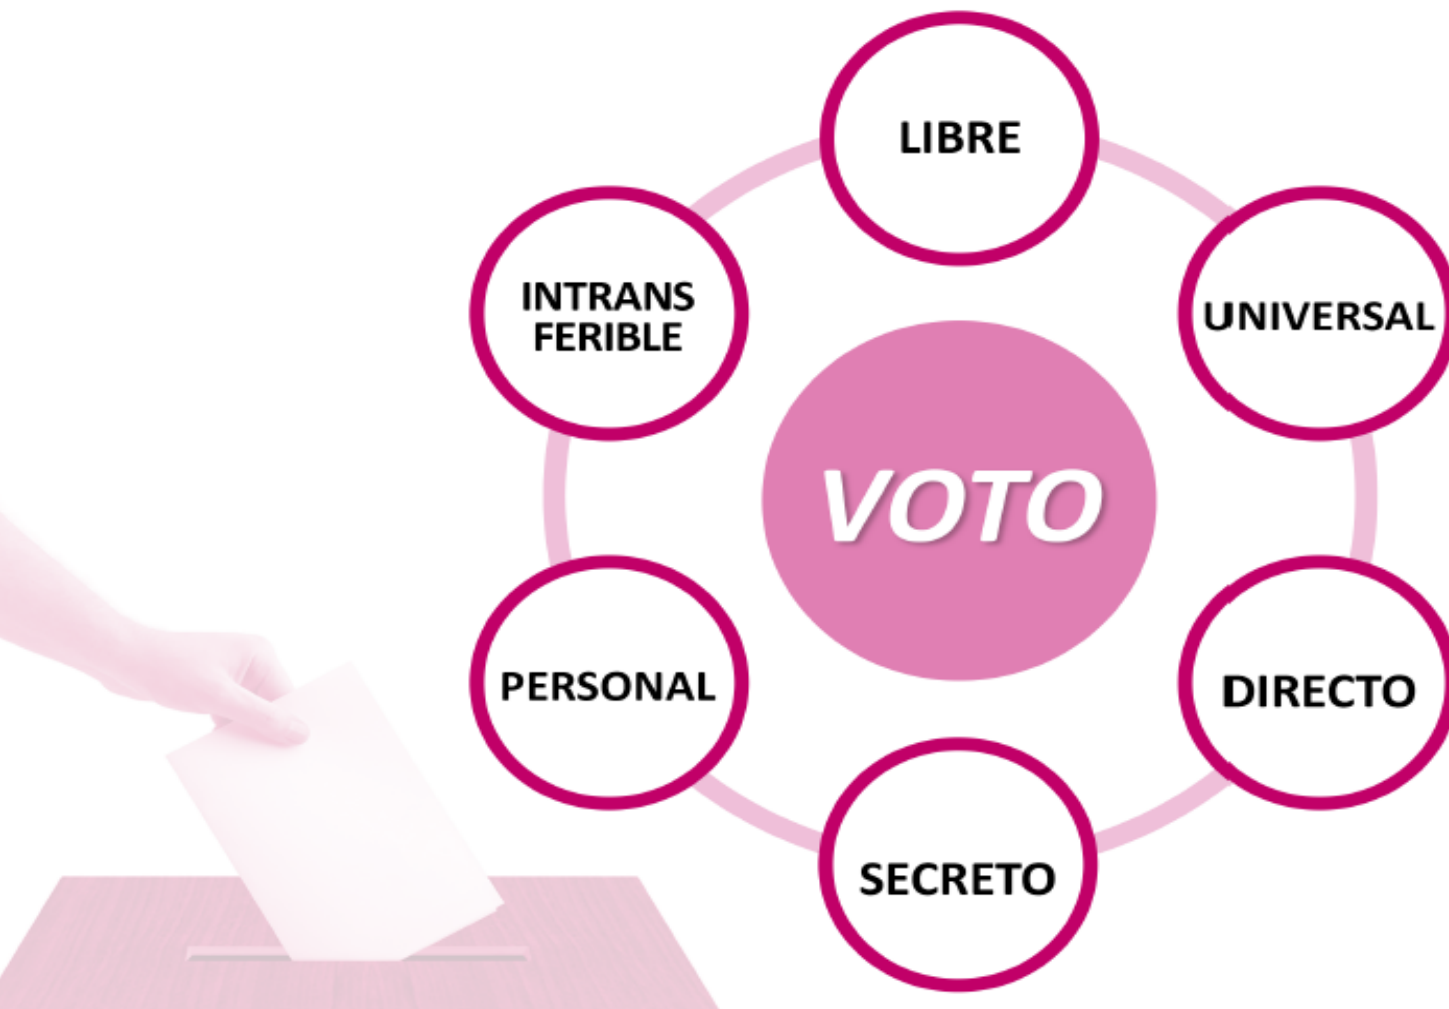 LIBRE
INTRANS
FERIBLE
UNIVERSAL
VOTO
PERSONAL
DIRECTO
SECRETO